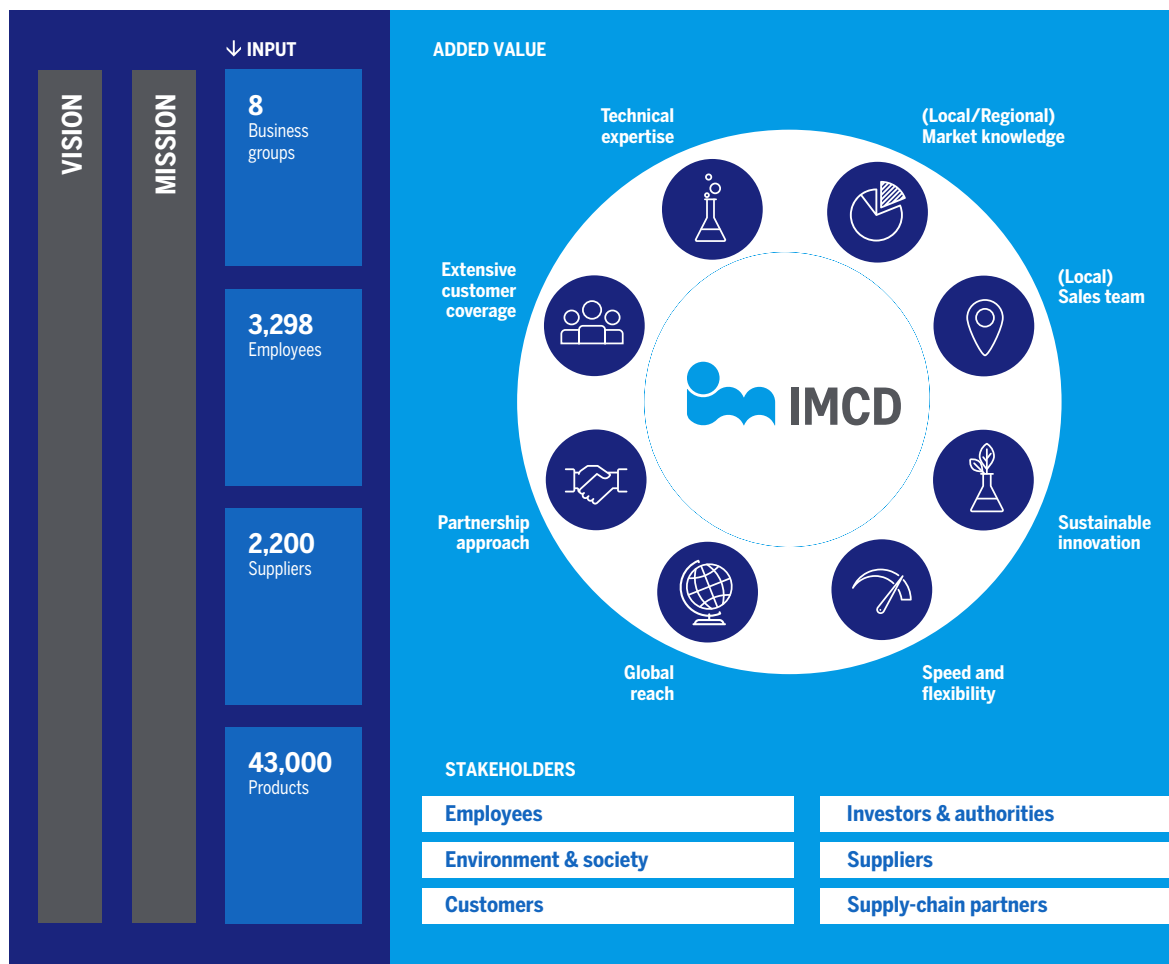 VISION
MISSION
↓ INPUT
8
Business
groups
3,298
Employees
2,200
Suppliers
43,000
Products
ADDED VALUE
Technical
expertise
(Local/Regional)
Market knowledge
Extensive
customer
coverage
(Local)
Sales team
IMCD
Partnership
approach
Sustainable
innovation
Global
reach
Speed and
flexibility
STAKEHOLDERS
Employees
Investors & authorities
Environment & society
Suppliers
Customers
Supply-chain partners